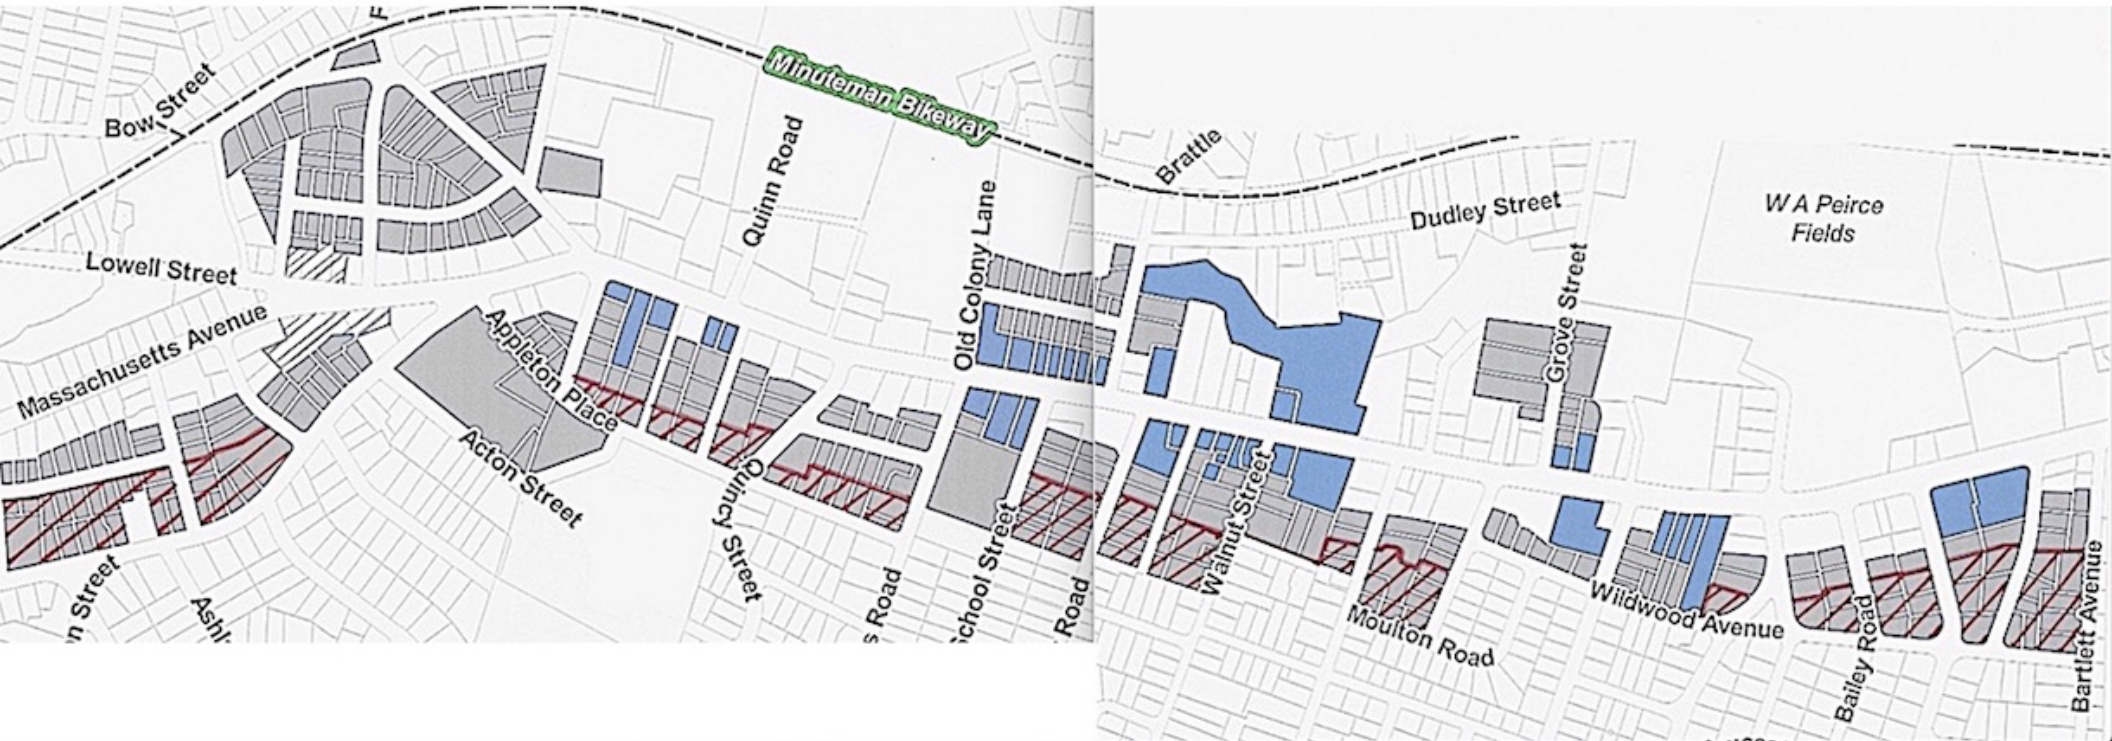 Bow Street
Minuteman Bikeway
Quinn Road
Brattle
Dudley Street
W A Peirce
Fields
Lowell Street
Old Colony Lane
Grove Street
Massachusetts Avenue
Appleton Place
Acton Street
Quincy Street
School Street
Road
Walnut Street
Moulton Road
Wildwood Avenue
Bailey Road
Bartlett Avenue
n Street
s Road